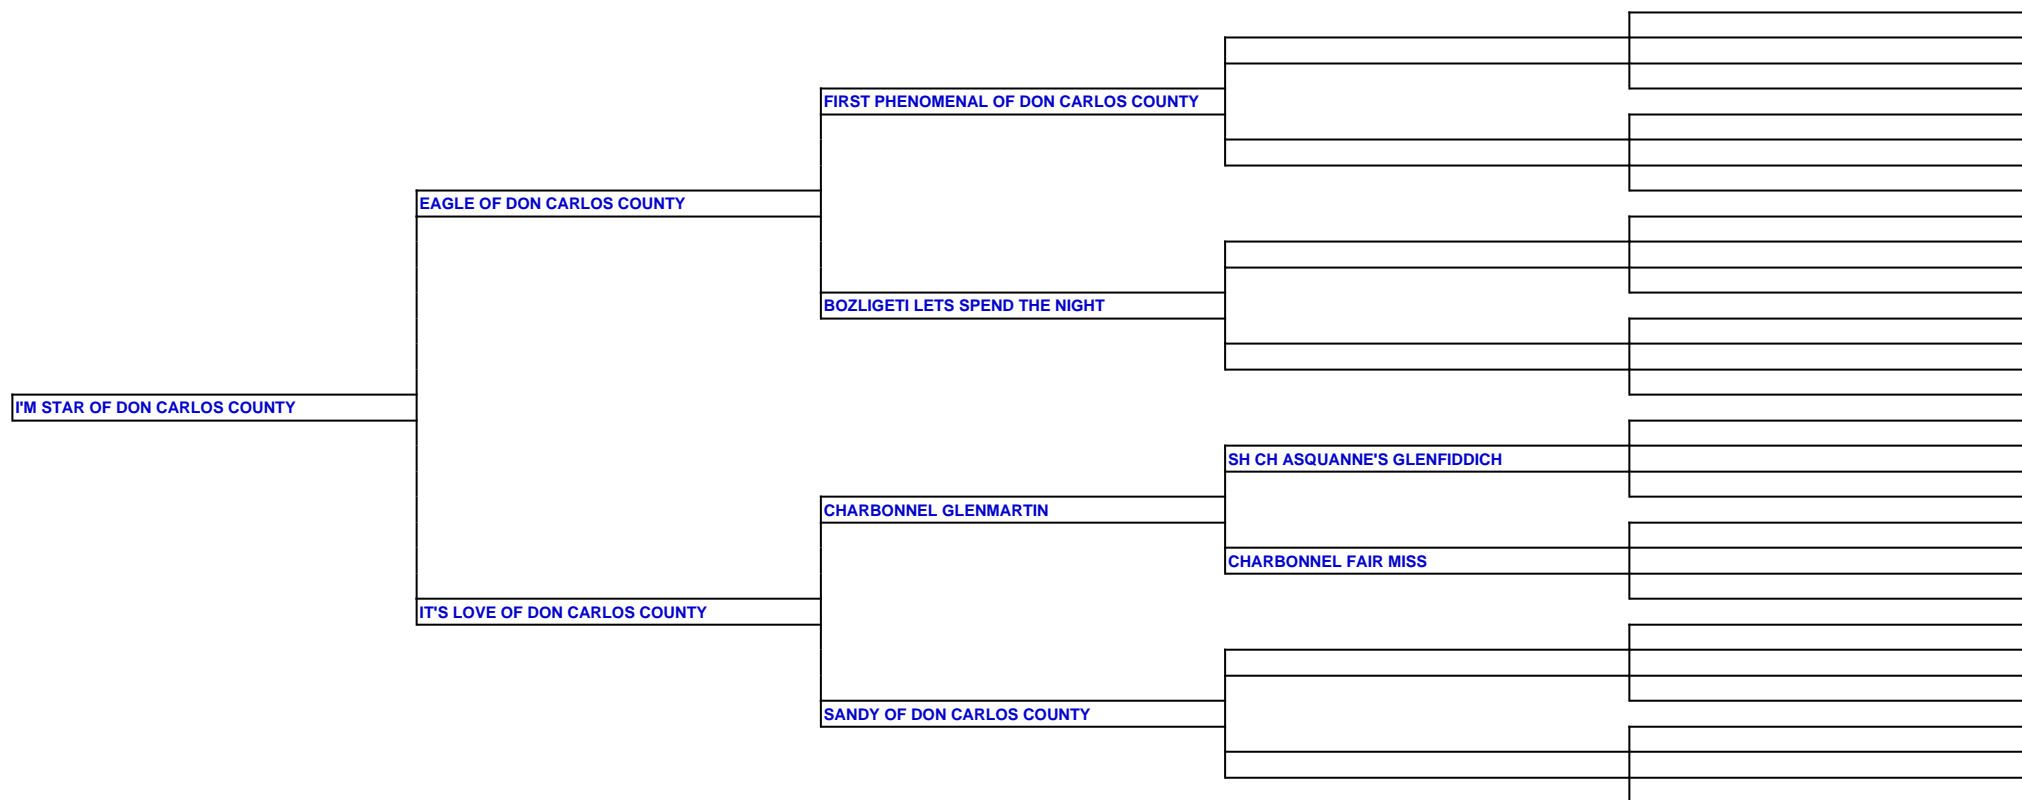 FIRST PHENOMENAL OF DON CARLOS COUNTY
EAGLE OF DON CARLOS COUNTY
BOZLIGETI LETS SPEND THE NIGHT
I'M STAR OF DON CARLOS COUNTY
SH CH ASQUANNE'S GLENFIDDICH
CHARBONNEL GLENMARTIN
CHARBONNEL FAIR MISS
IT'S LOVE OF DON CARLOS COUNTY
SANDY OF DON CARLOS COUNTY